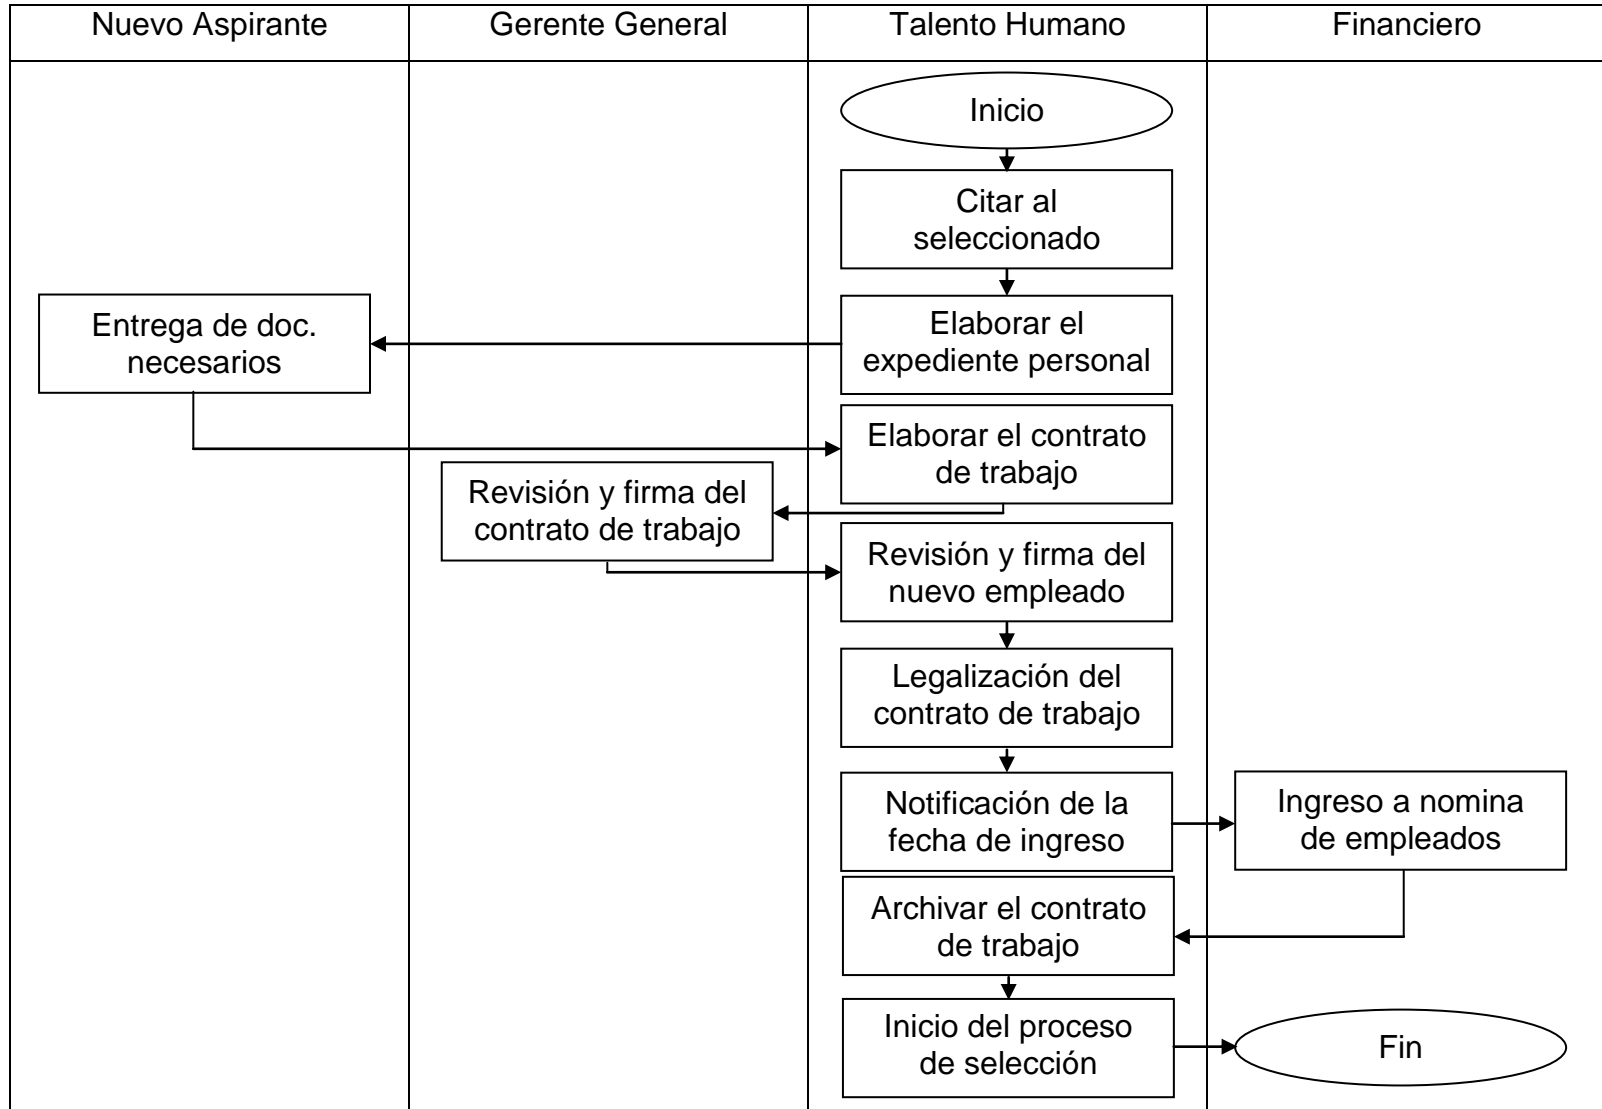 Nuevo Aspirante
Gerente General
Talento Humano
Financiero
Inicio
Citar al
seleccionado
Elaborar el
expediente personal
Entrega de doc.
necesarios
Elaborar el contrato
de trabajo
Revisión y firma del
contrato de trabajo
Revisión y firma del
nuevo empleado
Legalización del
contrato de trabajo
Notificación de la
fecha de ingreso
Ingreso a nomina
de empleados
Archivar el contrato
de trabajo
Inicio del proceso
de selección
Fin